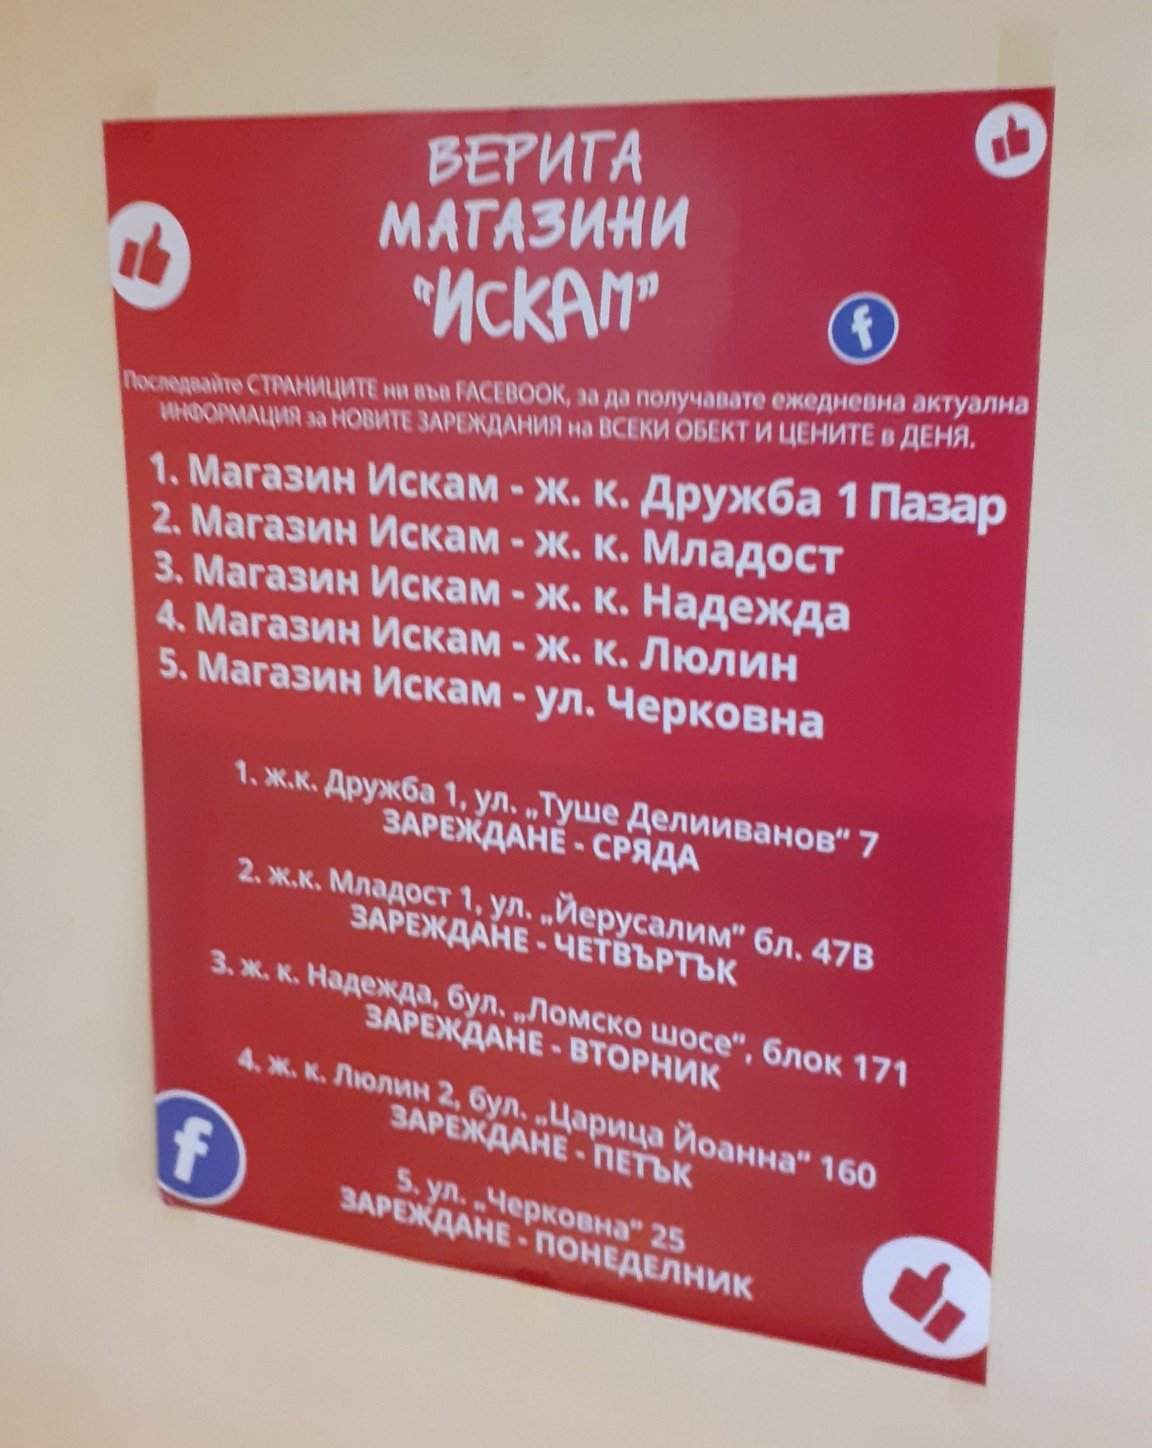 ВЕРИГА
МАГАЗИНИ
"ИСКАМ"
Последвайте СТРАНИЦИТЕ ни във FACEBOOK, за да получавате ежедневна актуална
ИНФОРМАЦИЯ за НОВИТЕ ЗАРЕЖДАНИЯ на ВСЕКИ ОБЕКТ И ЦЕНИТЕ в ДЕНЯ.
1. Магазин Искам - ж. к. Дружба 1 Пазар
2. Магазин Искам - ж. к. Младост
3. Магазин Искам - ж. к. Надежда
4. Магазин Искам - ж. к. Люлин
5. Магазин Искам - ул. Черковна
1. ж.к. Дружба 1, ул. „Туше Делииванов" 7
ЗАРЕЖДАНЕ - СРЯДА
2. ж.к. Младост 1, ул. „Йерусалим" бл. 47В
ЗАРЕЖДАНЕ - ЧЕТВЪРТЪК
3. ж. к. Надежда, бул. „Ломско шосе", блок 171
ЗАРЕЖДАНЕ - ВТОРНИК
4. ж. к. Люлин 2, бул. „Царица Йоанна" 160
ЗАРЕЖДАНЕ - ПЕТЪК
5. ул. „Черковна" 25
ЗАРЕЖДАНЕ - ПОНЕДЕЛНИК